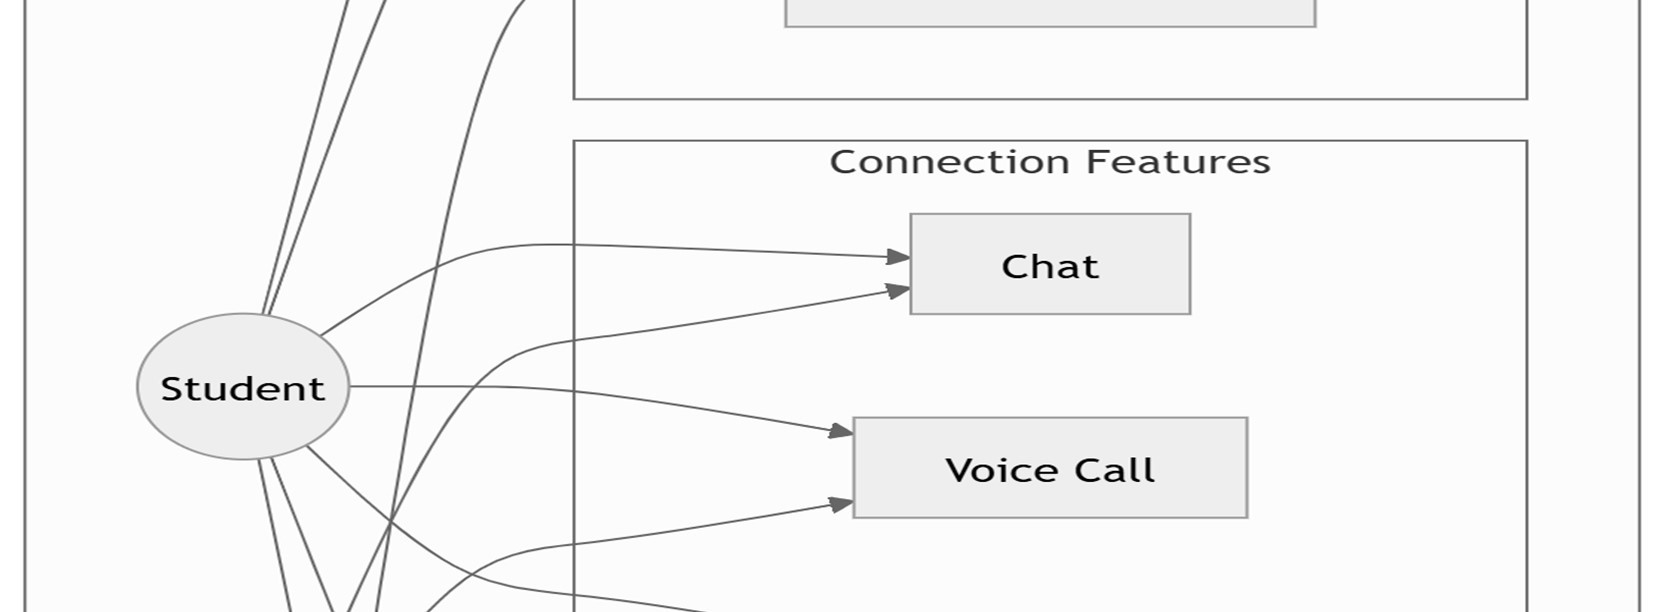 Connection Features
Chat
Student
Voice Call